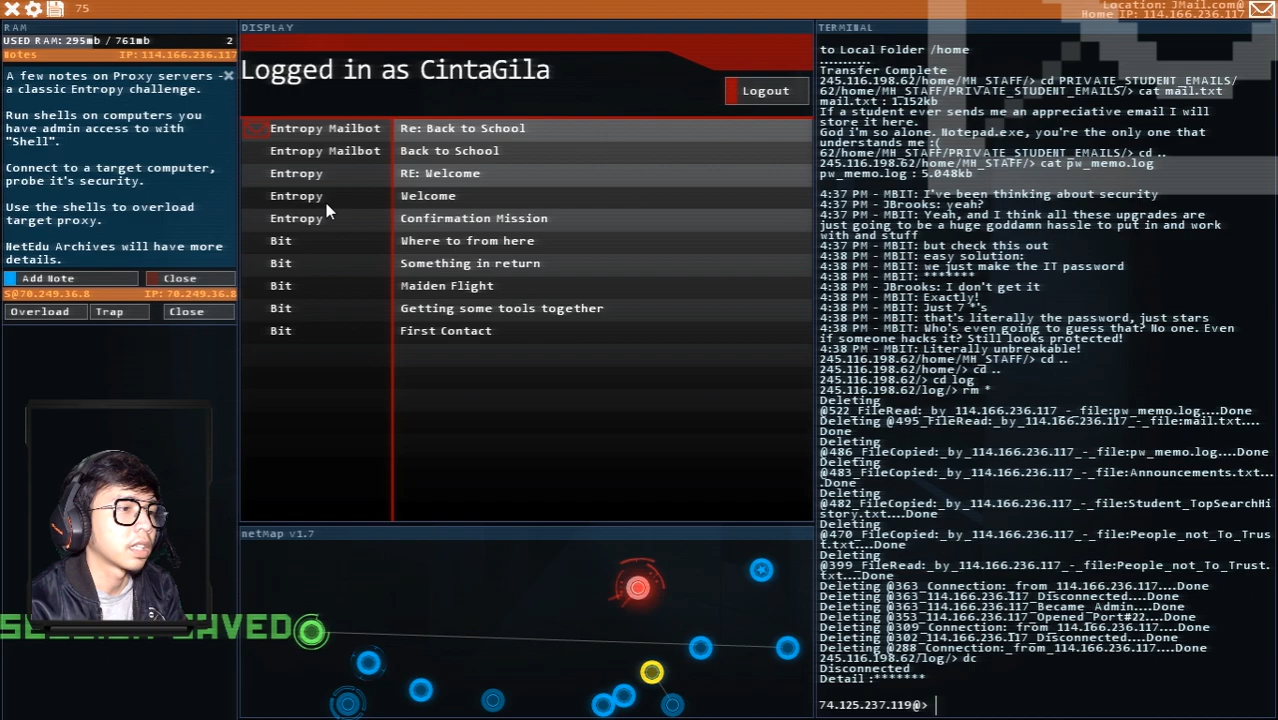 75
Location: JMail.com@
Home IP: 114.166.236.117
RAM
USED RAM: 295mb / 761mb 2
Notes IP:114.166.236.117
A few notes on Proxy servers -
a classic Entropy challenge.
Run shells on computers you
have admin access to with
"Shell".
Connect to a target computer,
probe it's security.
Use the shells to overload
target proxy.
NetEdu Archives will have more
details.
Add Note Close
S@70.249.36.8 IP: 70.249.36.8
Overload Trap Close
SESSION SAVED
DISPLAY
Logged in as CintaGila
Logout
Entropy Mailbot Re: Back to School
Entropy Mailbot Back to School
Entropy RE: Welcome
Entropy Welcome
Entropy Confirmation Mission
Bit Where to from here
Bit Something in return
Bit Maiden Flight
Bit Getting some tools together
Bit First Contact
netMap v1.7
TERMINAL
to Local Folder /home
----------
Transfer Complete
245.116.198.62/home/MH_STAFF/> cd PRIVATE_STUDENT_EMAILS/
62/home/MH_STAFF/PRIVATE_STUDENT_EMAILS/> cat mail.txt
mail.txt : 1.152kb
If a student ever sends me an appreciative email I will
store it here.
God i'm so alone. Notepad.exe, you're the only one that
understands me :(
62/home/MH_STAFF/PRIVATE_STUDENT_EMAILS/> cd ..
245.116.198.62/home/MH_STAFF/> cat pw_memo.log
pw_memo.log : 5.048kb
4:37 PM - MBIT: I've been thinking about security
4:37 PM - JBrooks: yeah?
4:37 PM - MBIT: Yeah, and I think all these upgrades are
just going to be a huge goddamn hassle to put in and work
with and stuff
4:37 PM - MBIT: but check this out
4:38 PM - MBIT: easy solution:
4:38 PM - MBIT: we just make the IT password
4:38 PM - MBIT: *******
4:38 PM - JBrooks: I don't get it
4:38 PM - MBIT: Exactly!
4:38 PM - MBIT: Just 7 *'s
4:38 PM - MBIT: that's literally the password, just stars
4:38 PM - MBIT: Who's even going to guess that? No one. Even
if someone hacks it? Still looks protected!
4:38 PM - MBIT: Literally unbreakable!
245.116.198.62/home/MH_STAFF/> cd ..
245.116.198.62/home/> cd ..
245.116.198.62/> cd log
245.116.198.62/log/> rm *
Deleting
@522_FileRead:_by_114.166.236.117_-_file:pw_memo.log....Done
Deleting @495_FileRead:_by_114.166.236.117_-_file:mail.txt....
Done
Deleting
@486_FileCopied:_by_114.166.236.117_-_file:pw_memo.log....Done
Deleting
@483_FileCopied:_by_114.166.236.117_-_file:Announcements.txt...
.Done
Deleting
@482_FileCopied:_by_114.166.236.117_-_file:Student_TopSearchHi
story.txt....Done
Deleting
@470_FileCopied:_by_114.166.236.117_-_file:People_not_To_Trus
t.txt....Done
Deleting
@399_FileRead:_by_114.166.236.117_-_file:People_not_To_Trust.
txt....Done
Deleting @363_Connection:_from_114.166.236.117....Done
Deleting @363_114.166.236.117_Disconnected....Done
Deleting @363_114.166.236.117_Became_Admin....Done
Deleting @353_114.166.236.117_Opened_Port#22....Done
Deleting @309_Connection:_from_114.166.236.117....Done
Deleting @302_114.166.236.117_Disconnected....Done
Deleting @288_Connection:_from_114.166.236.117....Done
245.116.198.62/log/> dc
Disconnected
Detail :*******
74.125.237.119@>